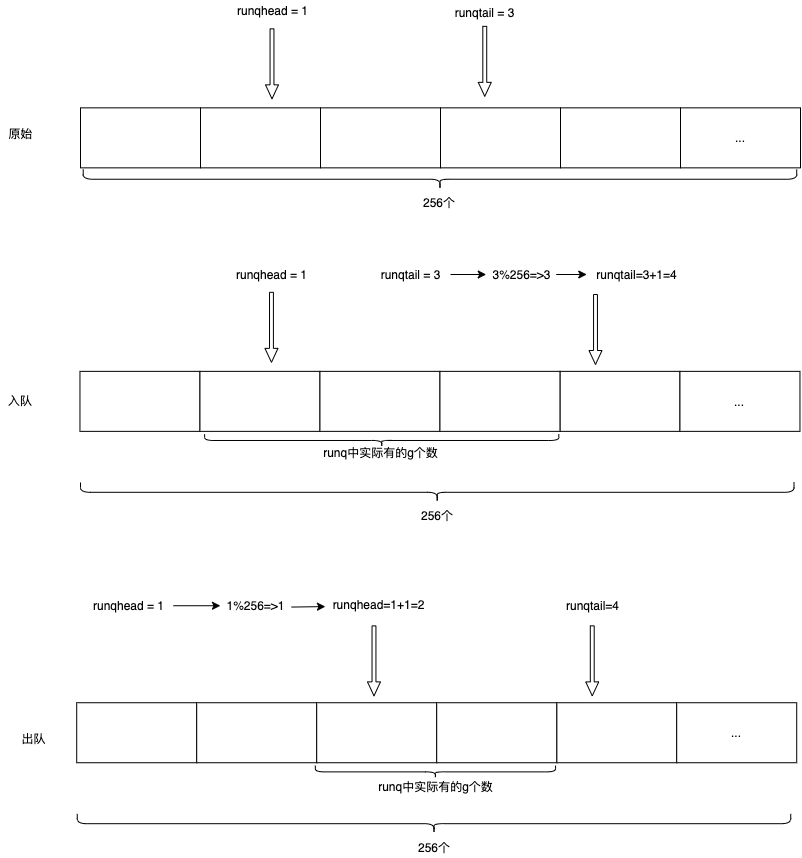 runqhead = 1
runqtail = 3
原始
...
256个
runqhead = 1
runqtail = 3
3%256=>3
runqtail=3+1=4
入队
...
runq中实际有的g个数
256个
runqhead = 1
1%256=>1
runqhead=1+1=2
runqtail=4
出队
...
runq中实际有的g个数
256个